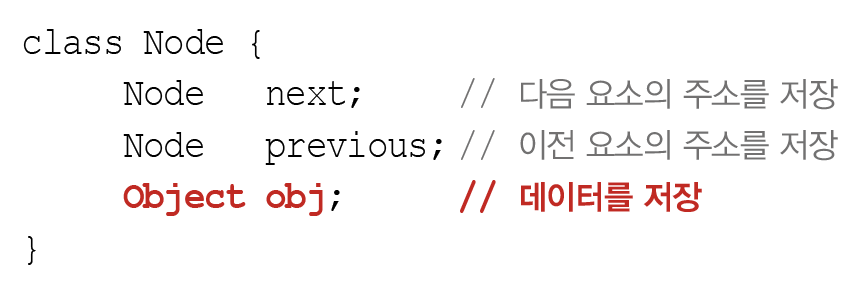 class Node {
Node next; // 다음 요소의 주소를 저장
Node previous; // 이전 요소의 주소를 저장
Object obj; // 데이터를 저장
}